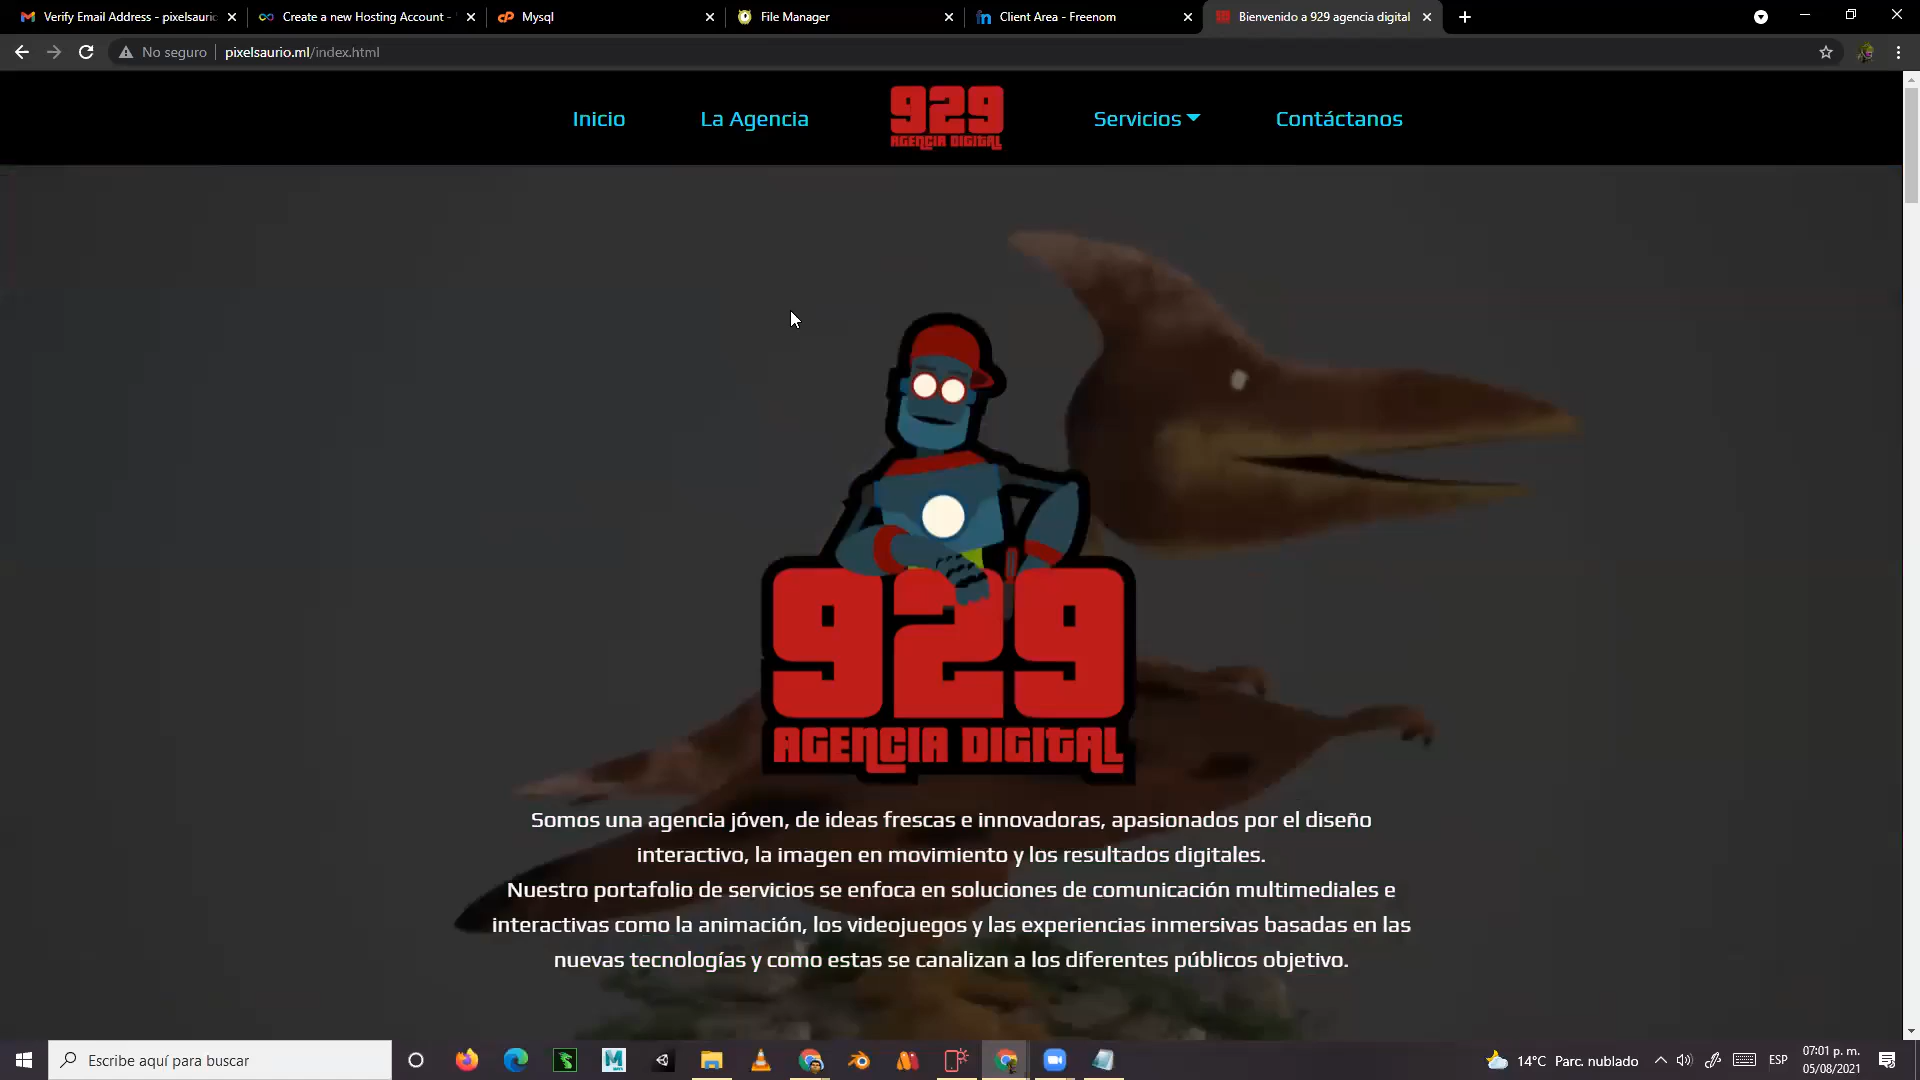 Verify Email Address - pixelsaurio
Create a new Hosting Account -
Mysql
File Manager
Client Area - Freenom
Bienvenido a 929 agencia digital
No seguro
pixelsaurio.ml/index.html
Inicio
La Agencia
929
AGENCIA DIGITAL
Servicios
Contáctanos
929
AGENCIA DIGITAL
Somos una agencia jóven, de ideas frescas e innovadoras, apasionados por el diseño
interactivo, la imagen en movimiento y los resultados digitales.
Nuestro portafolio de servicios se enfoca en soluciones de comunicación multimediales e
interactivas como la animación, los videojuegos y las experiencias inmersivas basadas en las
nuevas tecnologías y como estas se canalizan a los diferentes públicos objetivo.
Escribe aquí para buscar
14°C Parc. nublado
ESP
07:01 p. m.
05/08/2021